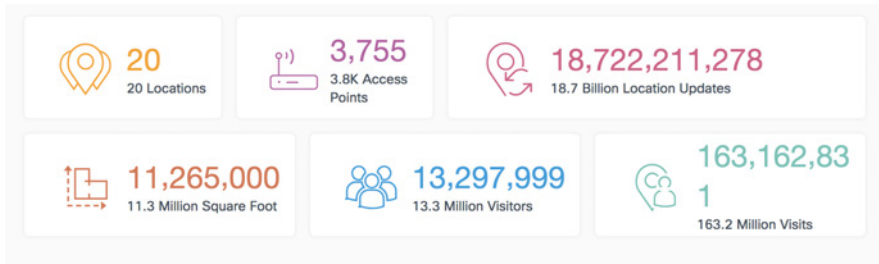 20
20 Locations
3,755
3.8K Access
Points
18,722,211,278
18.7 Billion Location Updates
11,265,000
11.3 Million Square Foot
13,297,999
13.3 Million Visitors
163,162,83
1
163.2 Million Visits